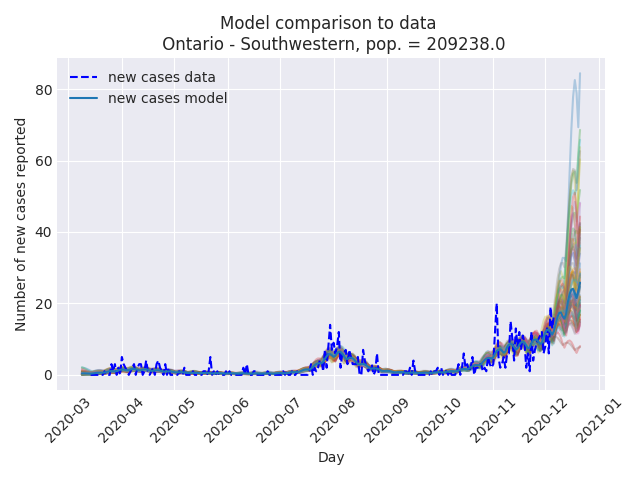 Model comparison to data
Ontario - Southwestern, pop. = 209238.0
new cases data
new cases model
Number of new cases reported
80
60
40
20
0
2020-03
2020-04
2020-05
2020-06
2020-07
2020-08
2020-09
2020-10
2020-11
2020-12
2021-01
Day